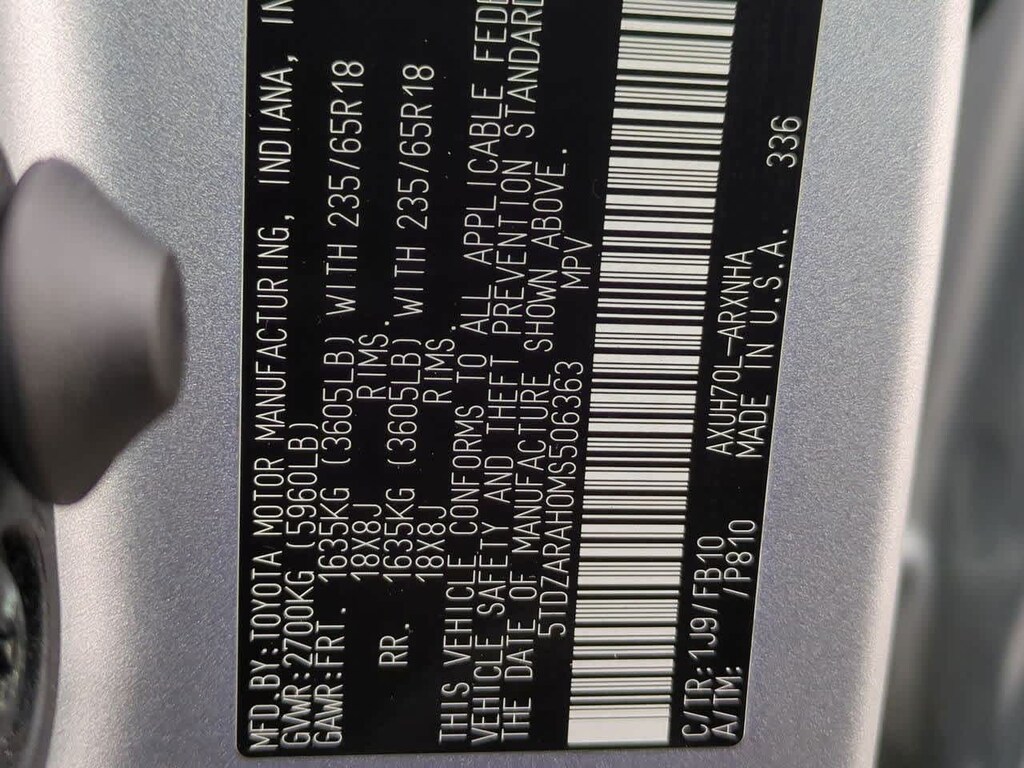 MFD.BY:TOYOTA MOTOR MANUFACTURING, INDIANA,
GVWR:2700KG (5960LB)
GAWR:FRT. 1635KG (3605LB) WITH 235/65R18
18X8J RIMS.
RR. 1635KG (3605LB) WITH 235/65R18
18X8J RIMS.
THIS VEHICLE CONFORMS TO ALL APPLICABLE
VEHICLE SAFETY AND THEFT PREVENTION STANDARD
THE DATE OF MANUFACTURE SHOWN ABOVE.
5TDZARAH0MS506363 MPV
C/TR:1J9/FB10 AXUH70L-ARXNHA
A/TM: /P810 MADE IN U.S.A. 336